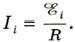 I_i = ℰ_i / R .